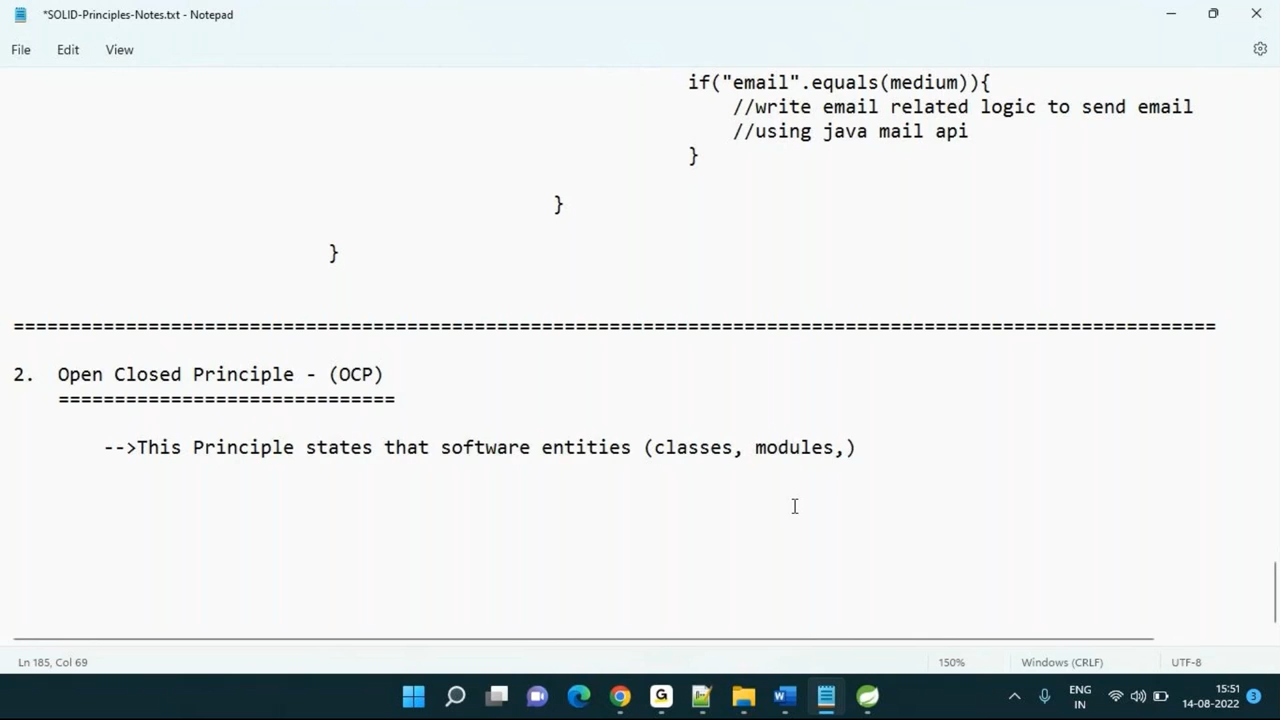 *SOLID-Principles-Notes.txt - Notepad
File Edit View
if("email".equals(medium)){
//write email related logic to send email
//using java mail api
}
}
}
===========================================================================================================
2. Open Closed Principle - (OCP)
==============================
-->This Principle states that software entities (classes, modules,)
Ln 185, Col 69 150% Windows (CRLF) UTF-8
ENG
IN
15:51
14-08-2022
3